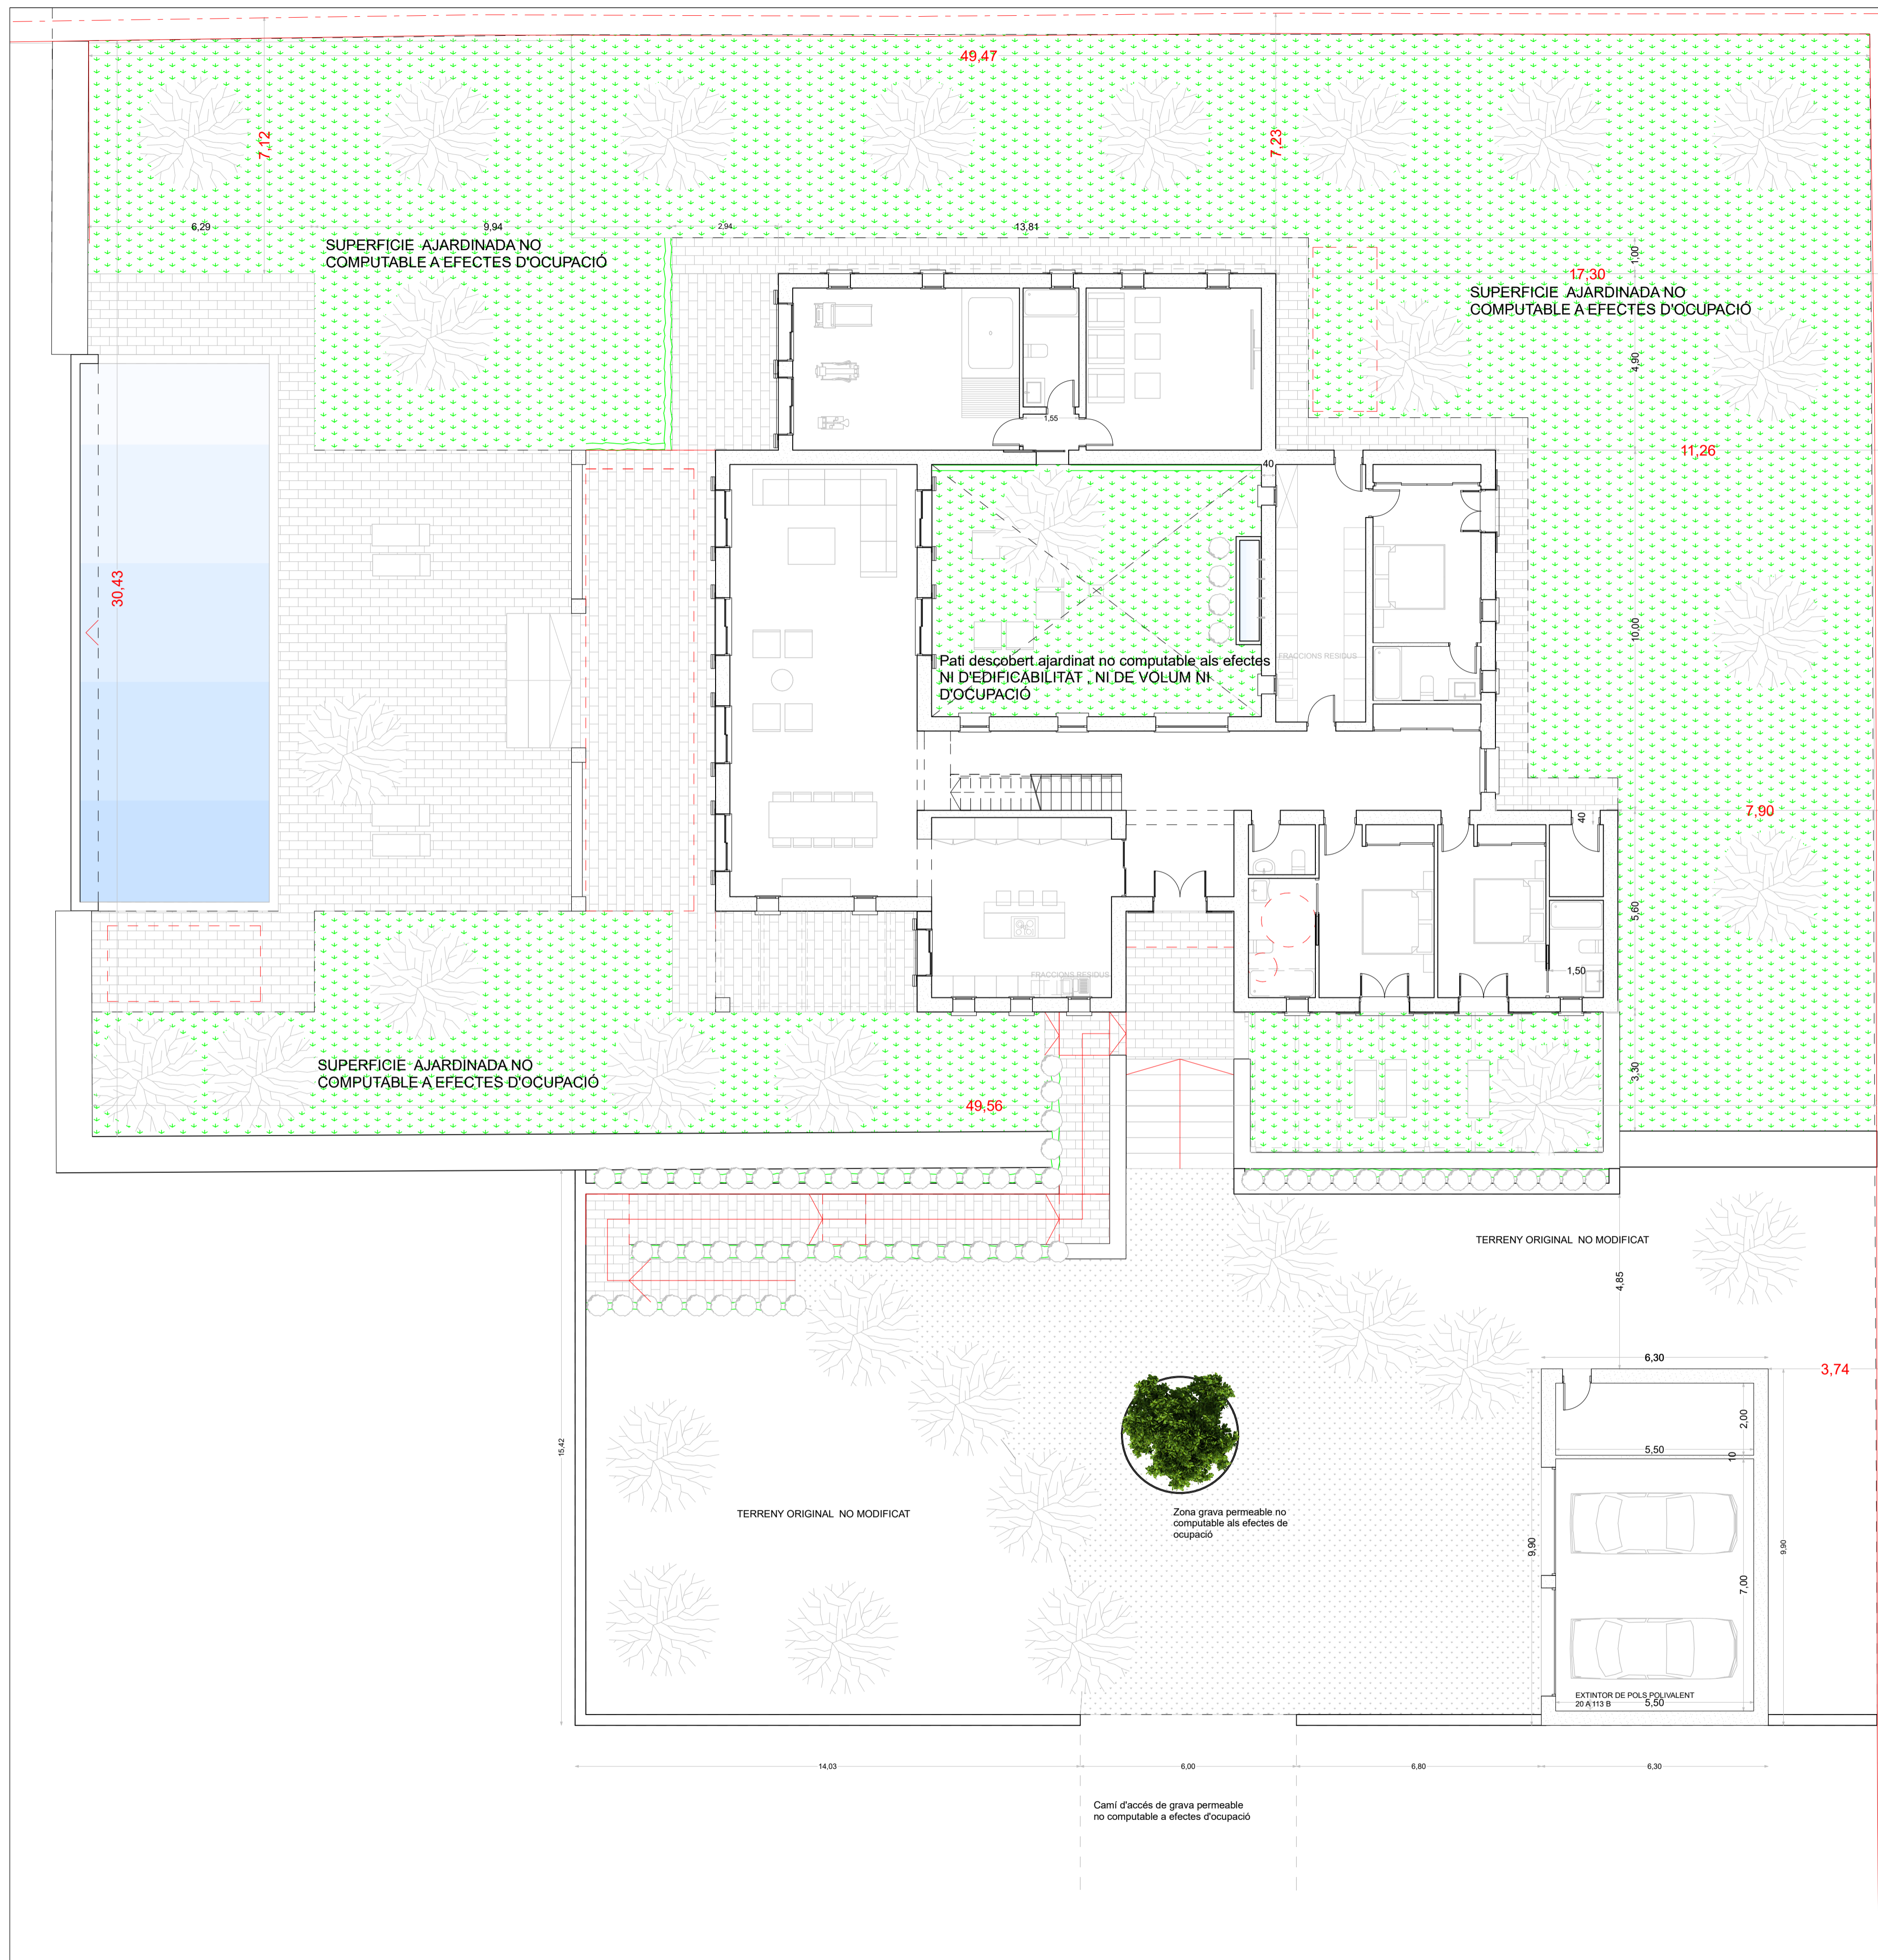 49,47
7,12
7,23
6,29
9,94
2,94
13,81
SUPERFICIE AJARDINADA NO
COMPUTABLE A EFECTES D'OCUPACIÓ
1,00
17,30
SUPERFICIE AJARDINADA NO
COMPUTABLE A EFECTES D'OCUPACIÓ
4,90
1,55
11,26
40
30,43
10,00
FRACCIONS RESIDUS
Pati descobert ajardinat no computable als efectes
NI D'EDIFICABILITAT , NI DE VOLUM NI
D'OCUPACIÓ
7,90
40
5,60
1,50
FRACCIONS RESIDUS
SUPERFICIE AJARDINADA NO
COMPUTABLE A EFECTES D'OCUPACIÓ
3,30
49,56
TERRENY ORIGINAL NO MODIFICAT
4,85
6,30
3,74
2,00
15,42
5,50
10
TERRENY ORIGINAL NO MODIFICAT
Zona grava permeable no
computable als efectes de
ocupació
9,90
9,90
7,00
EXTINTOR DE POLS POLIVALENT
20 A 113 B
5,50
14,03
6,00
6,80
6,30
Camí d'accés de grava permeable
no computable a efectes d'ocupació